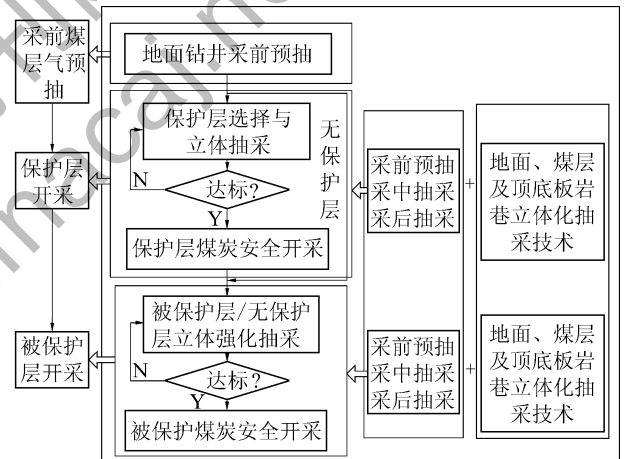 采前煤
层气预
抽
保护层
开采
被保护
层开采
地面钻井采前预抽
保护层选择与
立体抽采
N
达标?
Y
保护层煤炭安全开采
无
保
护
层
被保护层/无保护
层立体强化抽采
N
达标?
Y
被保护煤炭安全开采
采前预抽
采中抽采
采后抽采
+
地面、煤层
及顶底板岩
巷立体化抽
采技术
采前预抽
采中抽采
采后抽采
+
地面、煤层
及顶底板岩
巷立体化抽
采技术